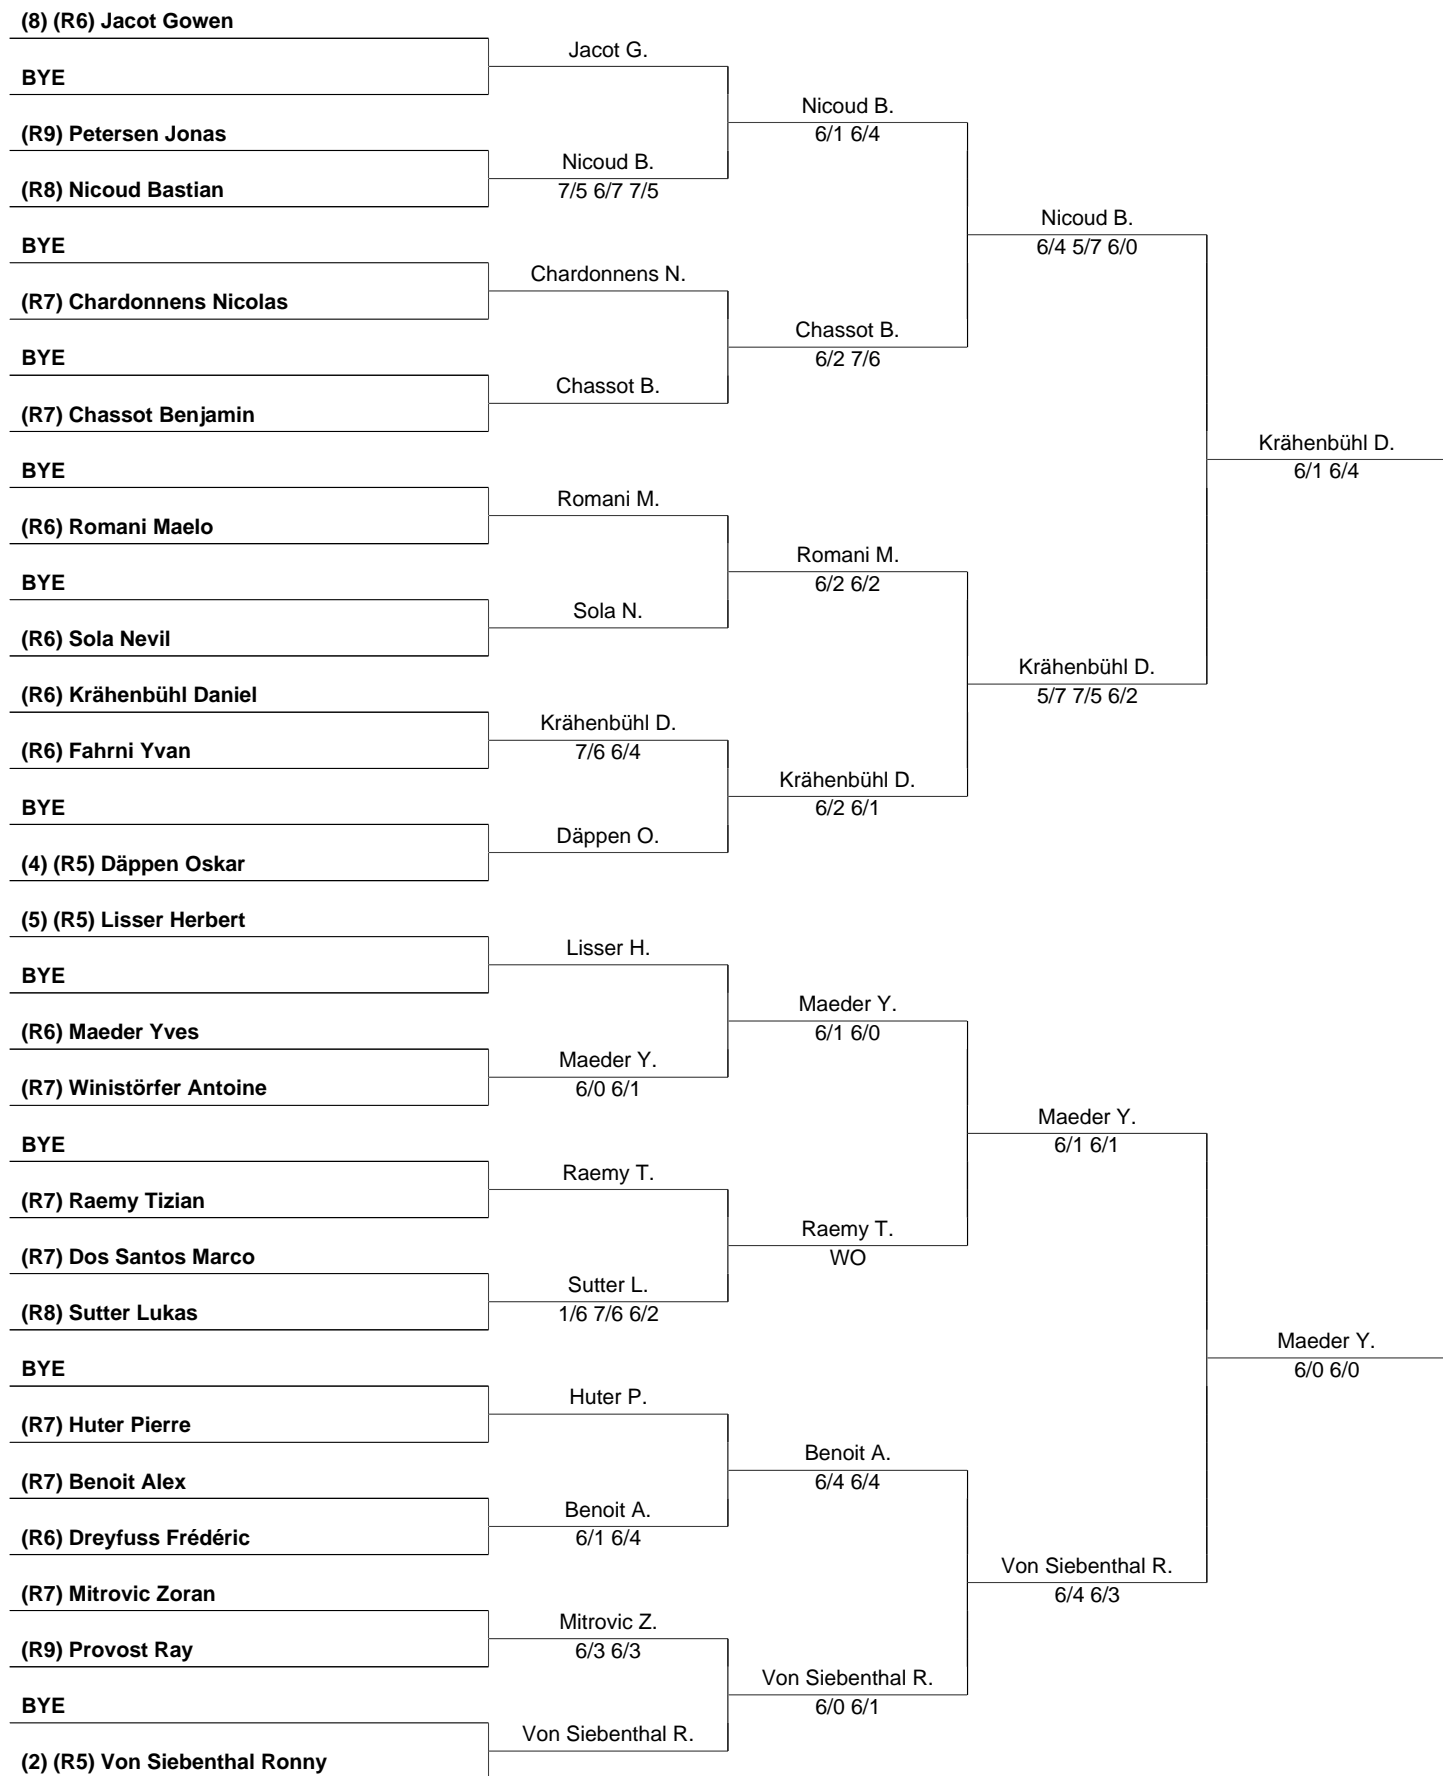 (8) (R6) Jacot Gowen
Jacot G.
BYE
Nicoud B.
6/1 6/4
(R9) Petersen Jonas
Nicoud B.
7/5 6/7 7/5
(R8) Nicoud Bastian
Nicoud B.
6/4 5/7 6/0
BYE
Chardonnens N.
(R7) Chardonnens Nicolas
Chassot B.
6/2 7/6
BYE
Chassot B.
(R7) Chassot Benjamin
Krähenbühl D.
6/1 6/4
BYE
Romani M.
(R6) Romani Maelo
Romani M.
6/2 6/2
BYE
Sola N.
(R6) Sola Nevil
Krähenbühl D.
5/7 7/5 6/2
(R6) Krähenbühl Daniel
Krähenbühl D.
7/6 6/4
(R6) Fahrni Yvan
Krähenbühl D.
6/2 6/1
BYE
Däppen O.
(4) (R5) Däppen Oskar
(5) (R5) Lisser Herbert
Lisser H.
BYE
Maeder Y.
6/1 6/0
(R6) Maeder Yves
Maeder Y.
6/0 6/1
(R7) Winistörfer Antoine
Maeder Y.
6/1 6/1
BYE
Raemy T.
(R7) Raemy Tizian
Raemy T.
WO
(R7) Dos Santos Marco
Sutter L.
1/6 7/6 6/2
(R8) Sutter Lukas
Maeder Y.
6/0 6/0
BYE
Huter P.
(R7) Huter Pierre
Benoit A.
6/4 6/4
(R7) Benoit Alex
Benoit A.
6/1 6/4
(R6) Dreyfuss Frédéric
Von Siebenthal R.
6/4 6/3
(R7) Mitrovic Zoran
Mitrovic Z.
6/3 6/3
(R9) Provost Ray
Von Siebenthal R.
6/0 6/1
BYE
Von Siebenthal R.
(2) (R5) Von Siebenthal Ronny